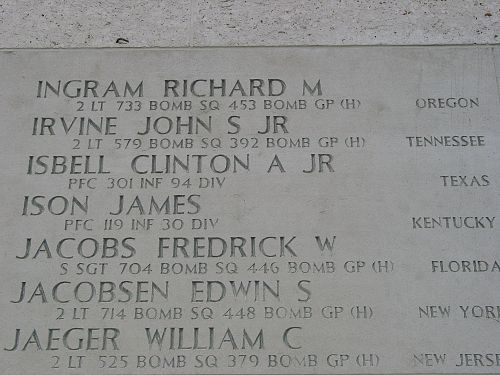 INGRAM RICHARD M
2 LT 733 BOMB SQ 453 BOMB GP (H) OREGON
IRVINE JOHN S JR
2 LT 579 BOMB SQ 392 BOMB GP (H) TENNESSEE
ISBELL CLINTON A JR
PFC 301 INF 94 DIV TEXAS
ISON JAMES
PFC 119 INF 30 DIV KENTUCKY
JACOBS FREDRICK W
S SGT 704 BOMB SQ 446 BOMB GP (H) FLORIDA
JACOBSEN EDWIN S
2 LT 714 BOMB SQ 448 BOMB GP (H) NEW YORK
JAEGER WILLIAM C
2 LT 525 BOMB SQ 379 BOMB GP (H) NEW JERSE